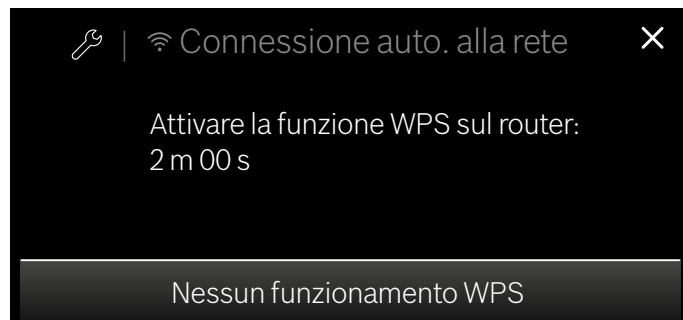 | Connessione auto. alla rete
Attivare la funzione WPS sul router:
2 m 00 s
Nessun funzionamento WPS